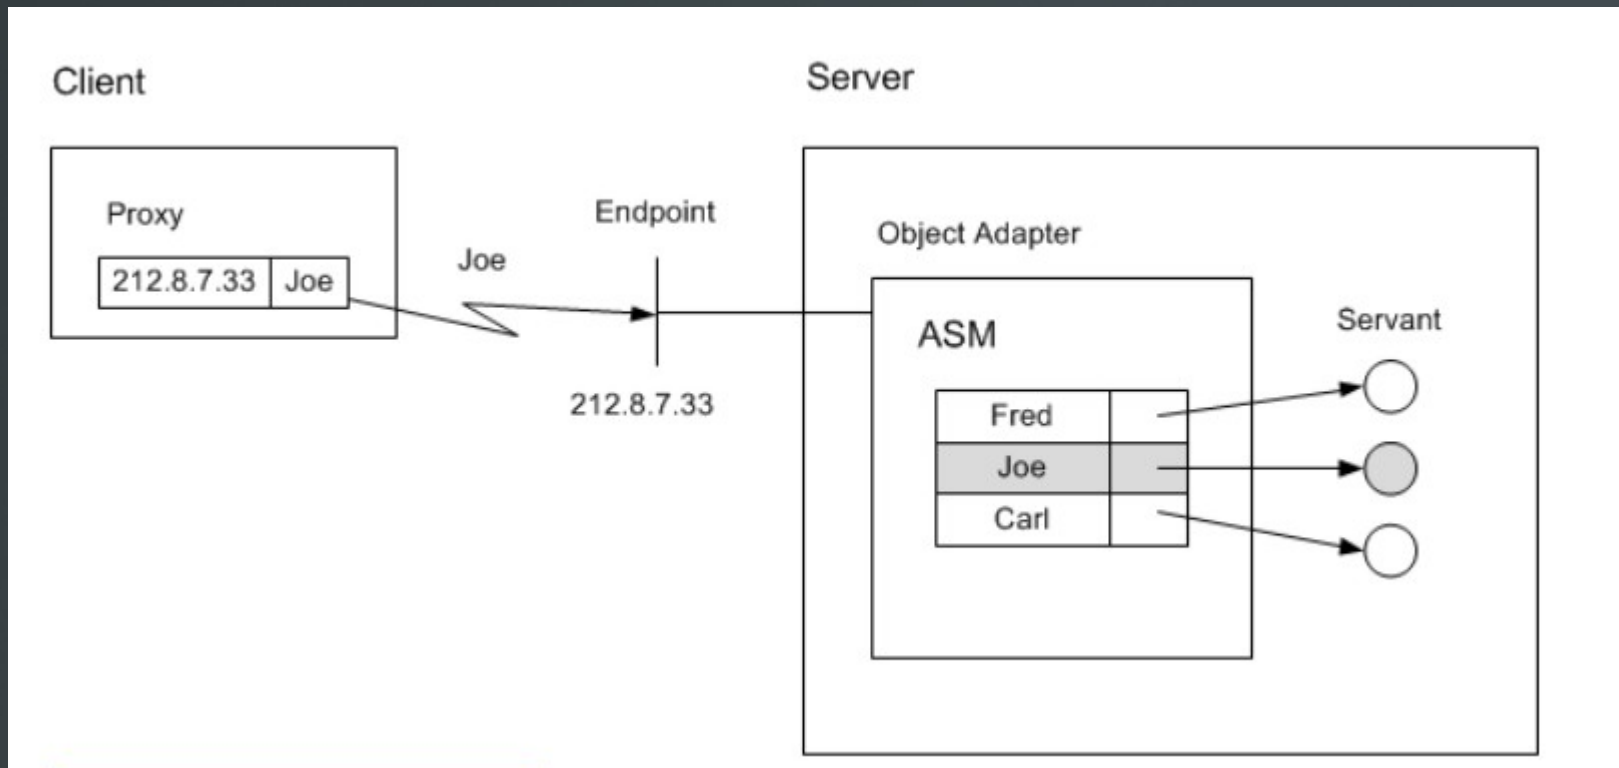 Client
Server
Proxy
212.8.7.33 Joe
Joe
Endpoint
212.8.7.33
Object Adapter
ASM
Fred
Joe
Carl
Servant